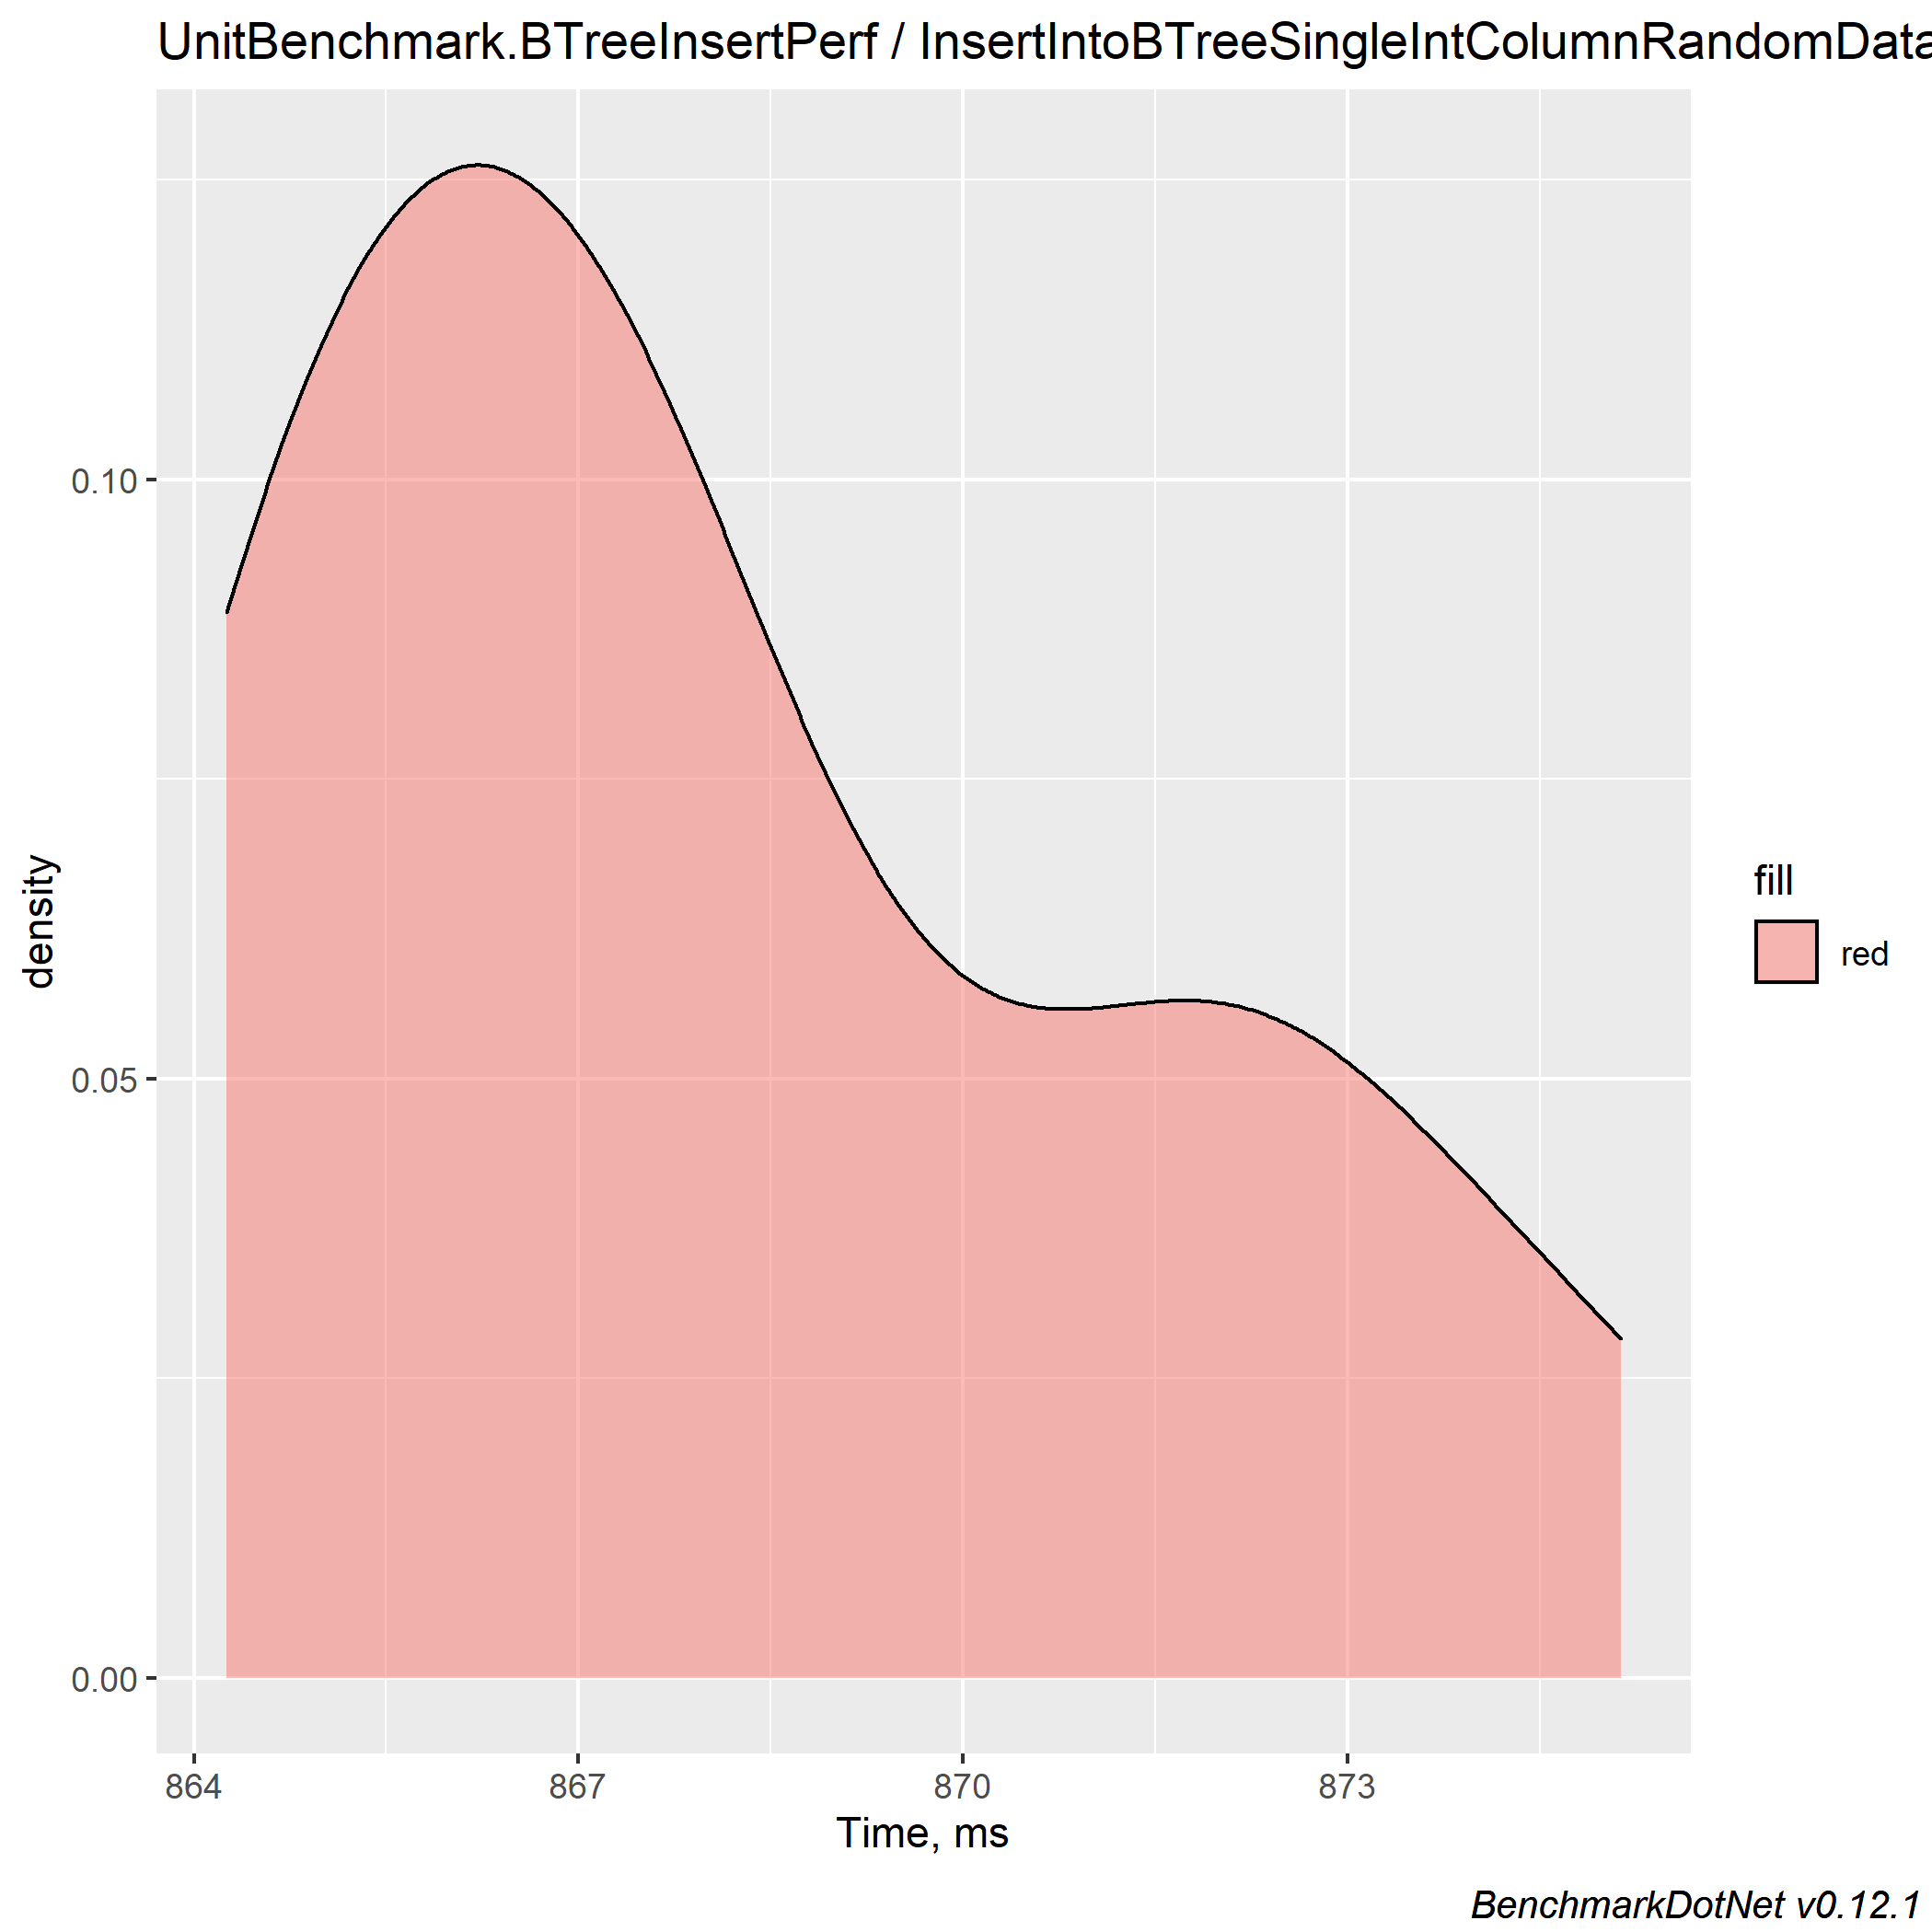 UnitBenchmark.BTreeInsertPerf / InsertIntoBTreeSingleIntColumnRandomData
0.10
0.05
0.00
density
fill
red
864 867 870 873
Time, ms
BenchmarkDotNet v0.12.1